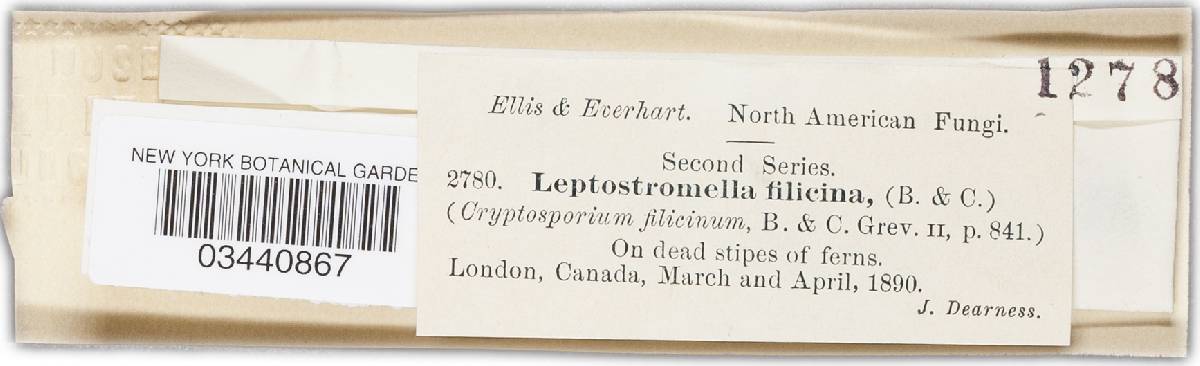 1278
Ellis & Everhart. North American Fungi.
Second Series.
2780. Leptostromella filicina, (B. & C.)
(Cryptosporium filicinum, B. & C. Grev. II, p. 841.)
On dead stipes of ferns.
London, Canada, March and April, 1890.
J. Dearness.
NEW YORK BOTANICAL GARDE
03440867